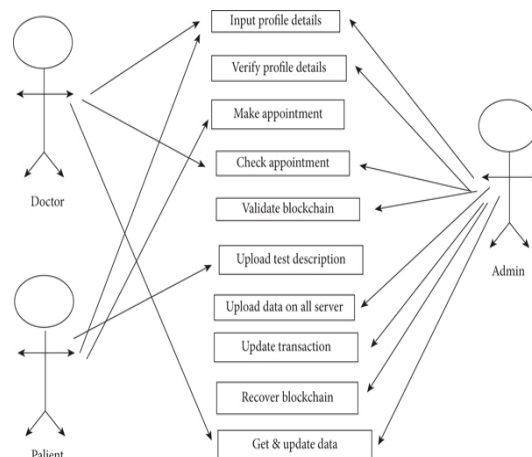 Input profile details
Verify profile details
Make appointment
Check appointment
Doctor
Validate blockchain
Upload test description
Admin
Upload data on all server
Update transaction
Recover blockchain
Get & update data
Palient